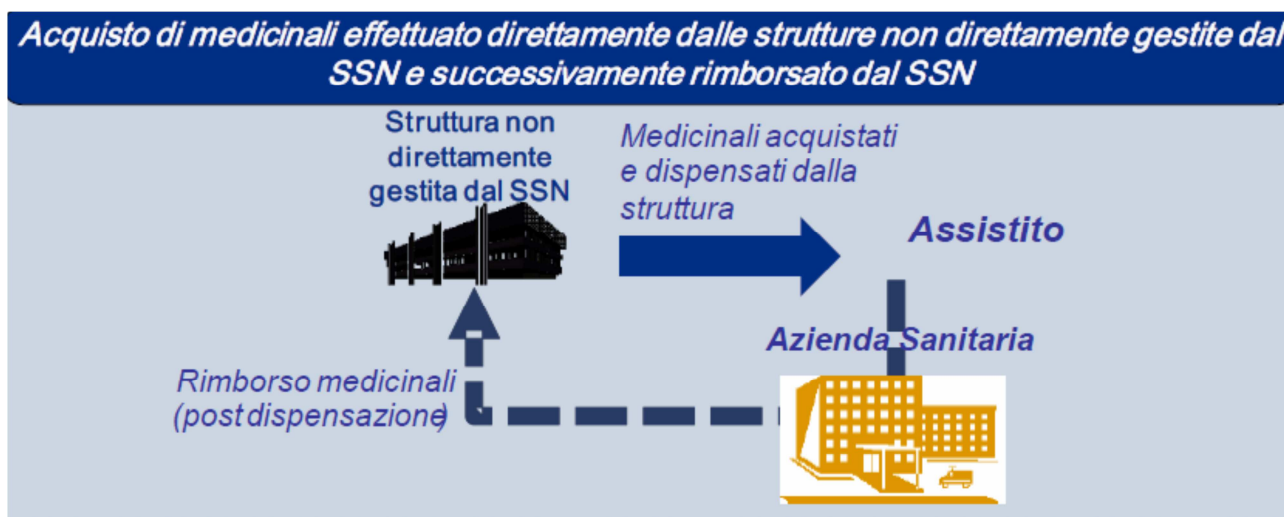 Acquisto di medicinali effettuato direttamente dalle strutture non direttamente gestite dal
SSN e successivamente rimborsato dal SSN
Struttura non
direttamente
gestita dal SSN
Medicinali acquistati
e dispensati dalla
struttura
Assistito
Azienda Sanitaria
Rimborso medicinali
(post dispensazione)